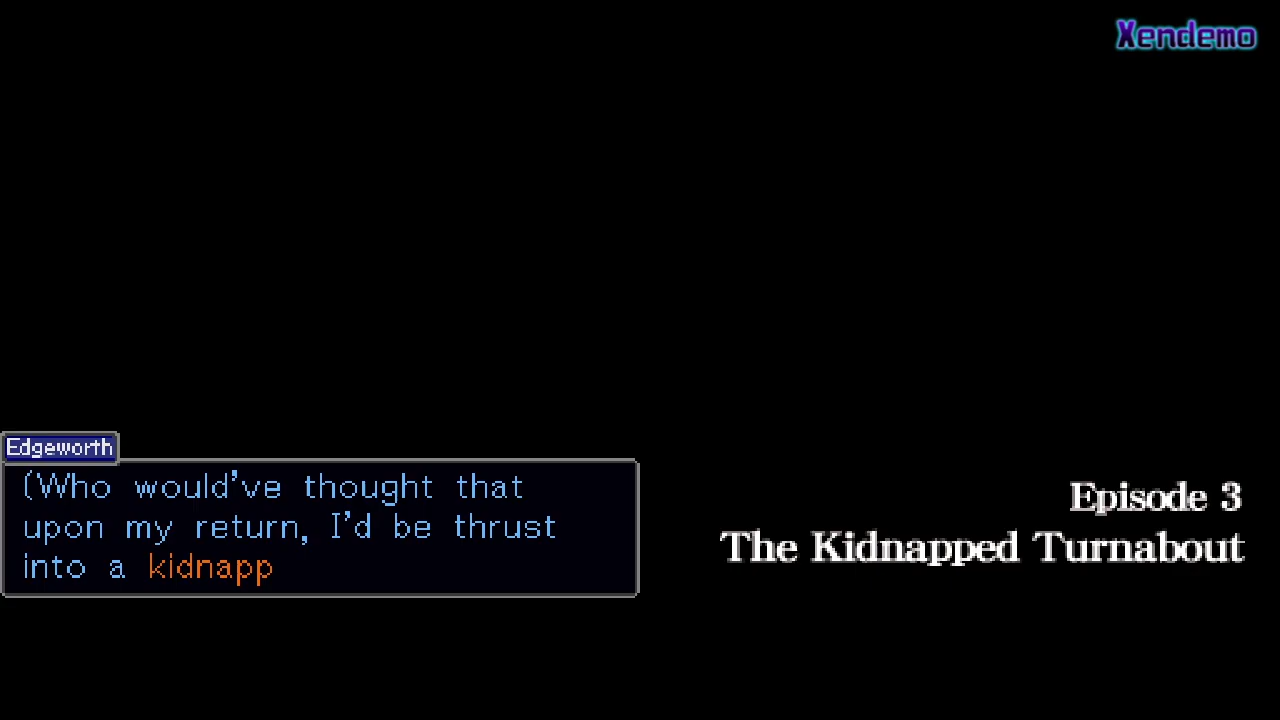 Xendemo
Edgeworth
(Who would've thought that
upon my return, I'd be thrust
into a kidnapp
Episode 3
The Kidnapped Turnabout